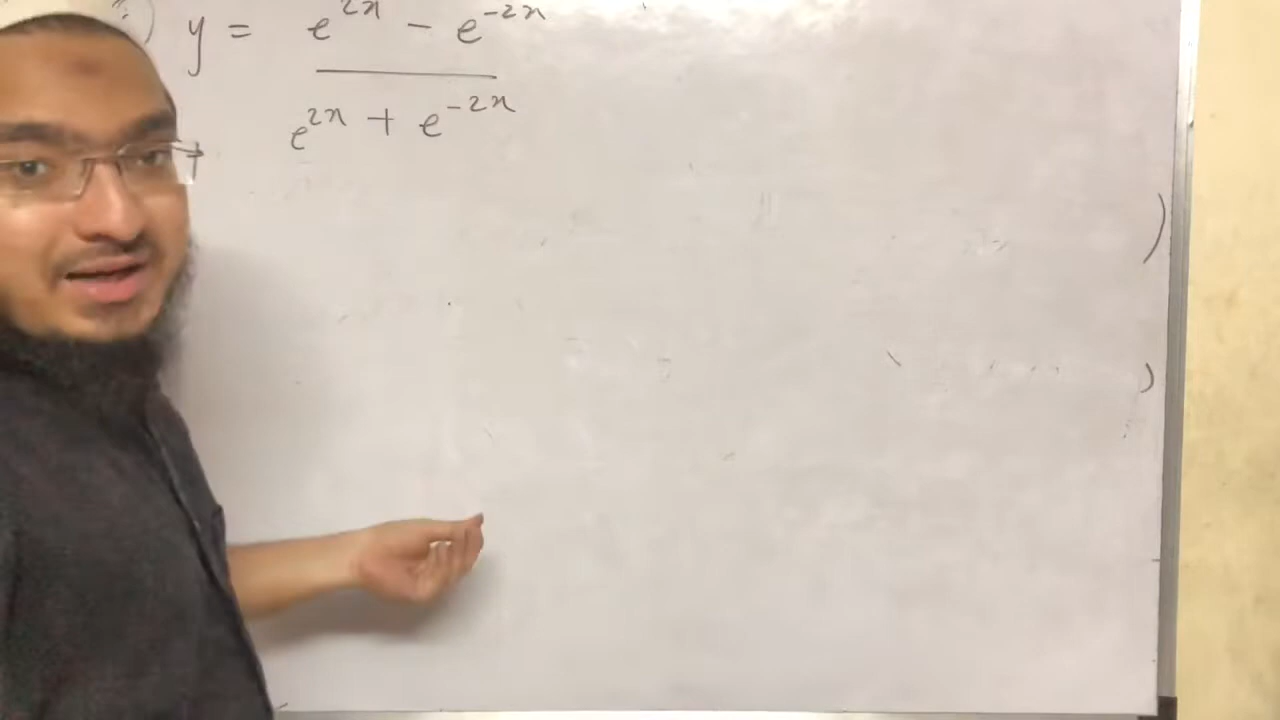 y = e^{2x} - e^{-2x}
e^{2x} + e^{-2x}